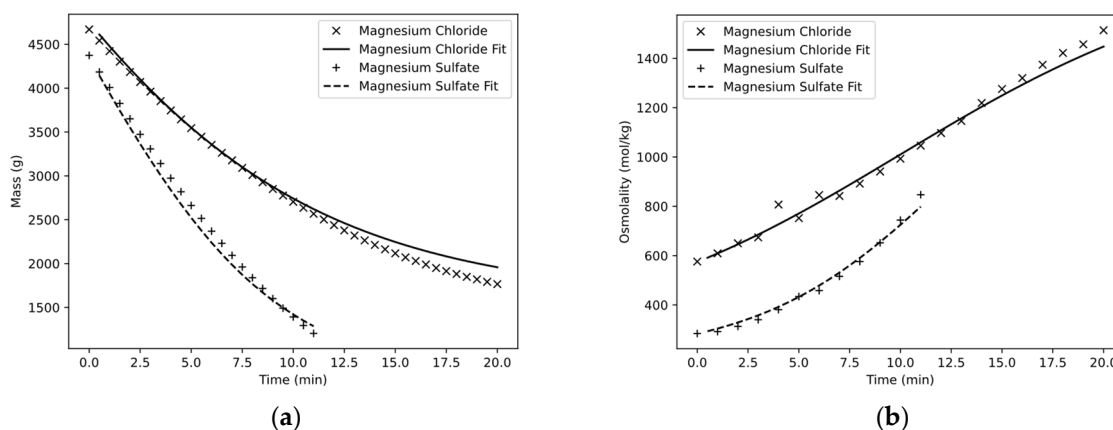 Mass (g)
4500
4000
3500
3000
2500
2000
1500
0.0 2.5 5.0 7.5 10.0 12.5 15.0 17.5 20.0
Time (min)
Magnesium Chloride
Magnesium Chloride Fit
Magnesium Sulfate
Magnesium Sulfate Fit
(a)
Osmolality (mol/kg)
1400
1200
1000
800
600
400
0.0 2.5 5.0 7.5 10.0 12.5 15.0 17.5 20.0
Time (min)
Magnesium Chloride
Magnesium Chloride Fit
Magnesium Sulfate
Magnesium Sulfate Fit
(b)